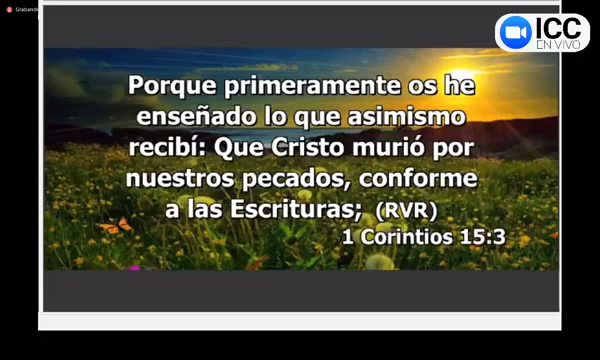 Grabando
ICC
EN VIVO
Porque primeramente os he
enseñado lo que asimismo
recibí: Que Cristo murió por
nuestros pecados, conforme
a las Escrituras; (RVR)
1 Corintios 15:3